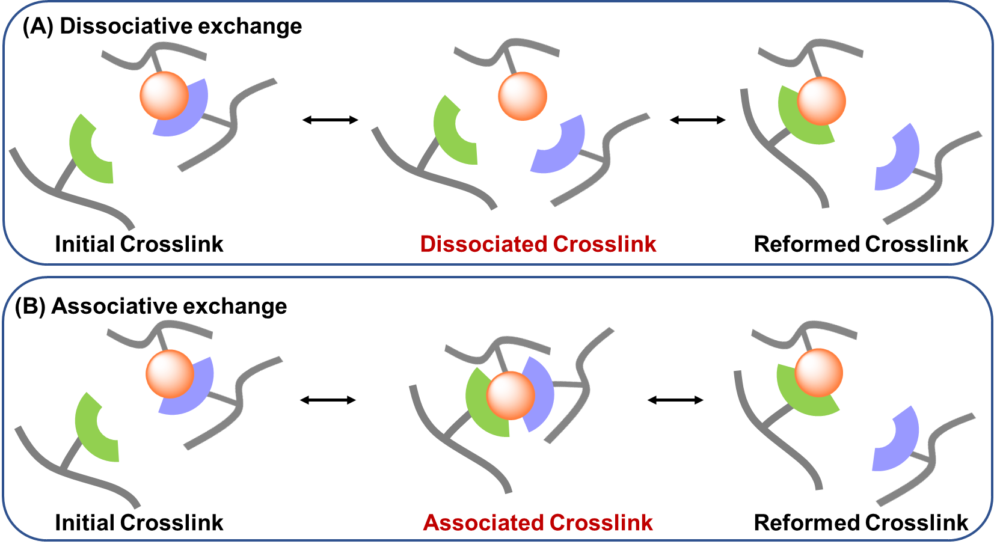 (A) Dissociative exchange
Initial Crosslink
Dissociated Crosslink
Reformed Crosslink
(B) Associative exchange
Initial Crosslink
Associated Crosslink
Reformed Crosslink